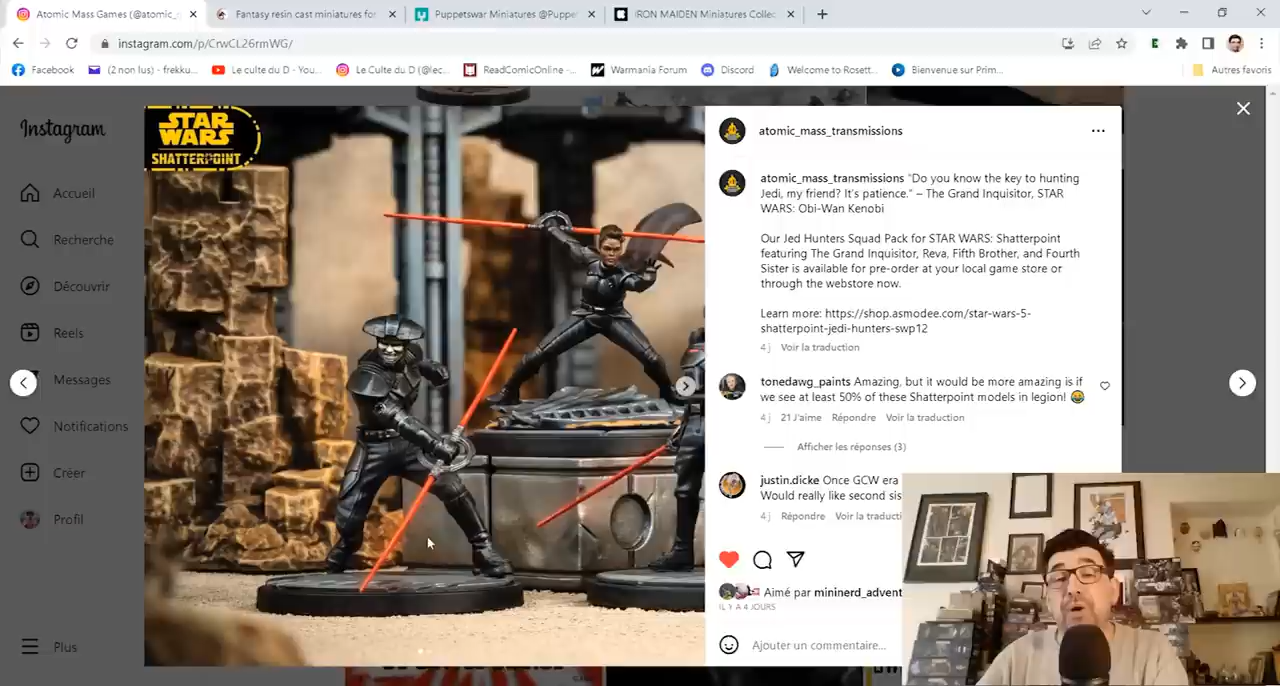 Atomic Mass Games (@atomic_
Fantasy resin cast miniatures for
Puppetswar Miniatures @Puppe
IRON MAIDEN Miniatures Collec
instagram.com/p/CrwCL26rmWG/
Facebook
(2 non lus) - frekku...
Le culte du D - You...
Le Culte du D (@lec...
ReadComicOnline -...
Warmania Forum
Discord
Welcome to Rosett...
Bienvenue sur Prim...
Autres favoris
Instagram
Accueil
Recherche
Découvrir
Reels
Messages
Notifications
Créer
Profil
Plus
STAR
WARS
SHATTERPOINT
atomic_mass_transmissions
atomic_mass_transmissions "Do you know the key to hunting
Jedi, my friend? It's patience." – The Grand Inquisitor, STAR
WARS: Obi-Wan Kenobi
Our Jed Hunters Squad Pack for STAR WARS: Shatterpoint
featuring The Grand Inquisitor, Reva, Fifth Brother, and Fourth
Sister is available for pre-order at your local game store or
through the webstore now.
Learn more: https://shop.asmodee.com/star-wars-5-
shatterpoint-jedi-hunters-swp12
4 j Voir la traduction
tonedawg_paints Amazing, but it would be more amazing is if
we see at least 50% of these Shatterpoint models in legion!
4 j 21 J'aime Répondre Voir la traduction
Afficher les réponses (3)
justin.dicke Once GCW era
Would really like second sis
4 j Répondre Voir la traducti
Aimé par mininerd_advent
IL Y A 4 JOURS
Ajouter un commentaire...